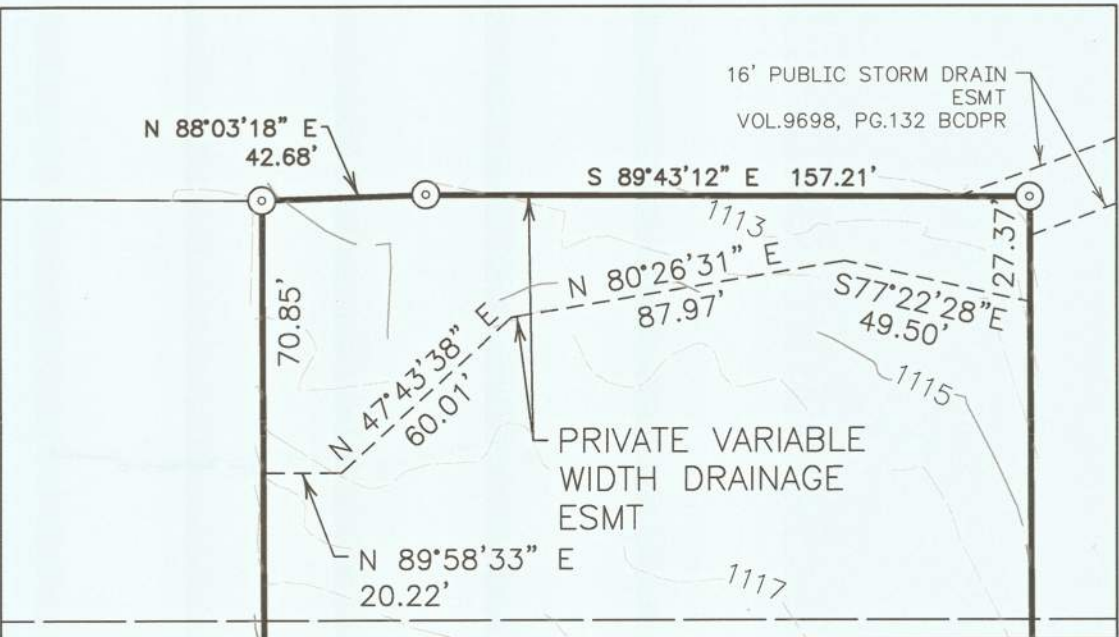 16' PUBLIC STORM DRAIN
ESMT
VOL.9698, PG.132 BCDPR
N 88°03'18" E
42.68'
S 89°43'12" E 157.21'
1113
27.37'
N 80°26'31" E
87.97'
S77°22'28"E
49.50'
70.85'
N 47°43'38" E
60.01'
1115
PRIVATE VARIABLE
WIDTH DRAINAGE
ESMT
N 89°58'33" E
20.22'
1117